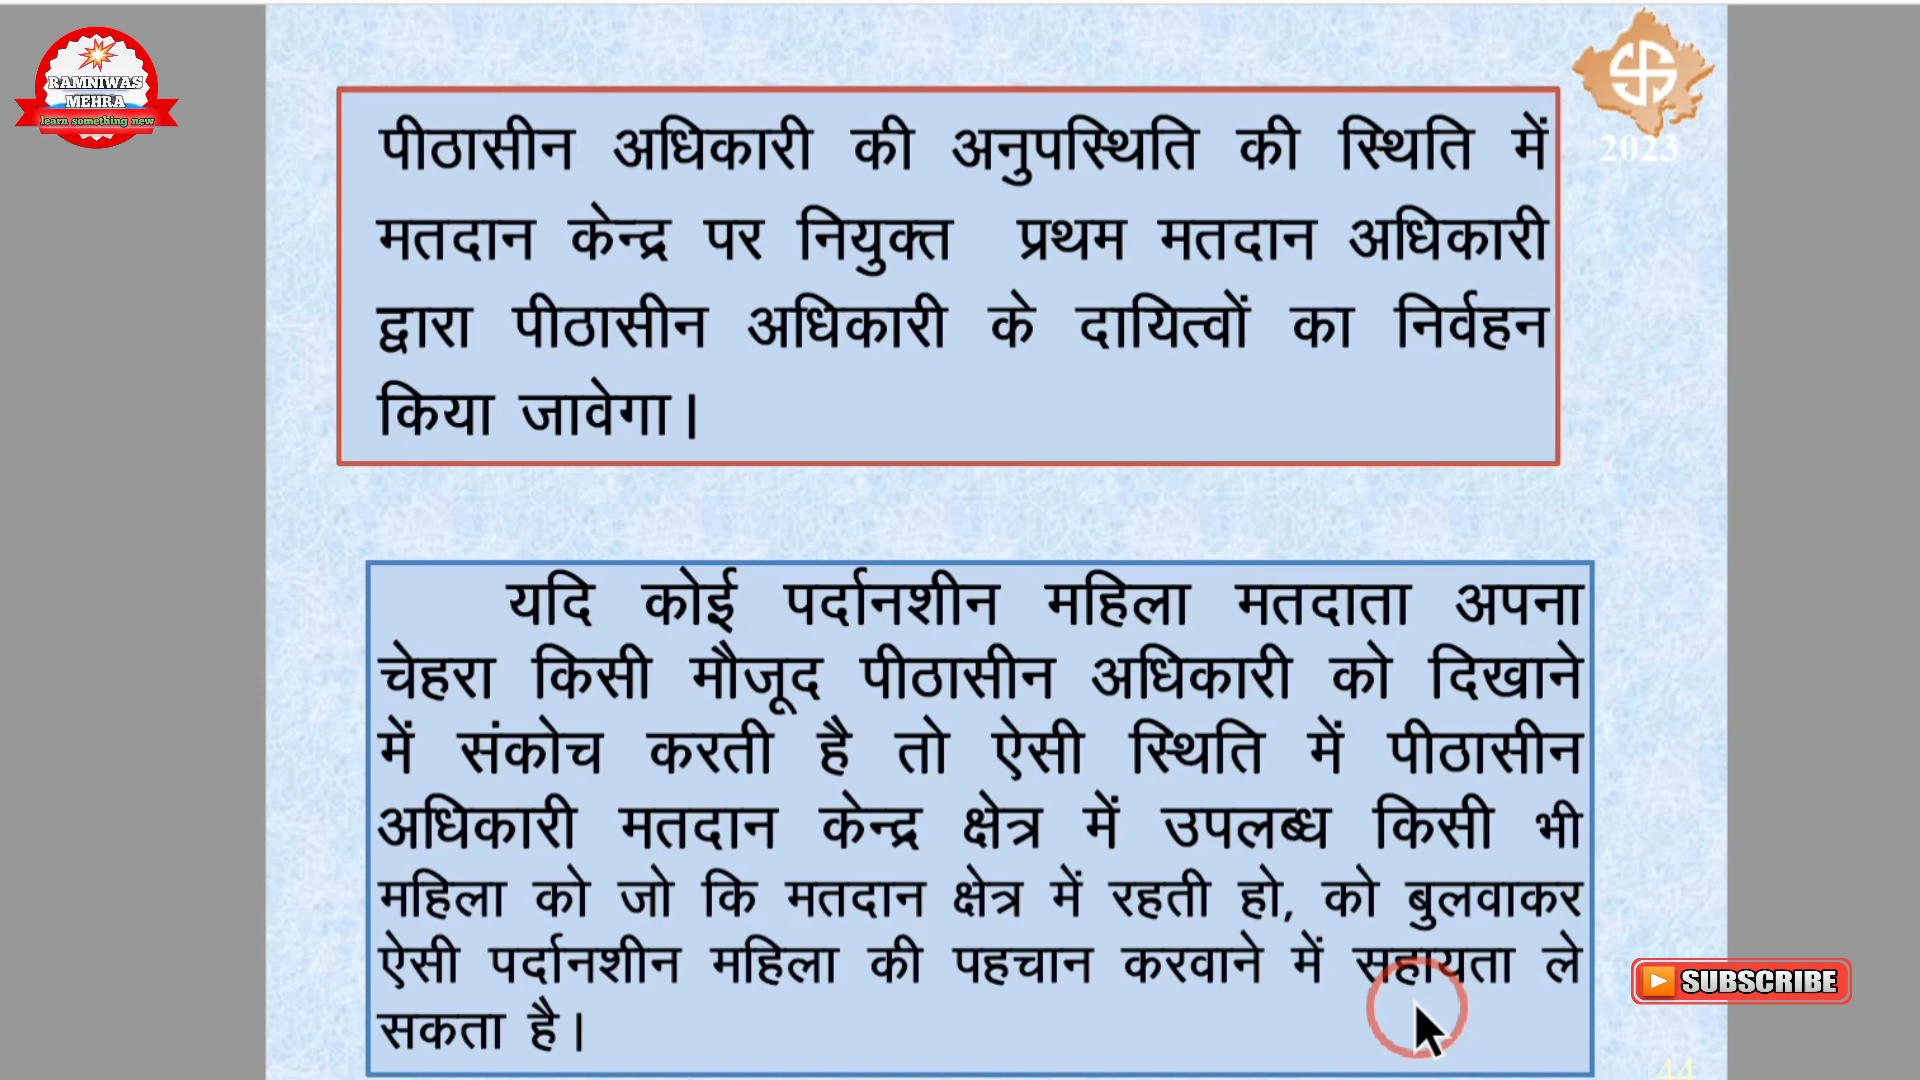 RAMNIWAS
MEHRA
learn something new
2023
पीठासीन अधिकारी की अनुपस्थिति की स्थिति में
मतदान केन्द्र पर नियुक्त प्रथम मतदान अधिकारी
द्वारा पीठासीन अधिकारी के दायित्वों का निर्वहन
किया जावेगा।
यदि कोई पर्दानशीन महिला मतदाता अपना
चेहरा किसी मौजूद पीठासीन अधिकारी को दिखाने
में संकोच करती है तो ऐसी स्थिति में पीठासीन
अधिकारी मतदान केन्द्र क्षेत्र में उपलब्ध किसी भी
महिला को जो कि मतदान क्षेत्र में रहती हो, को बुलवाकर
ऐसी पर्दानशीन महिला की पहचान करवाने में सहायता ले
सकता है।
SUBSCRIBE
44